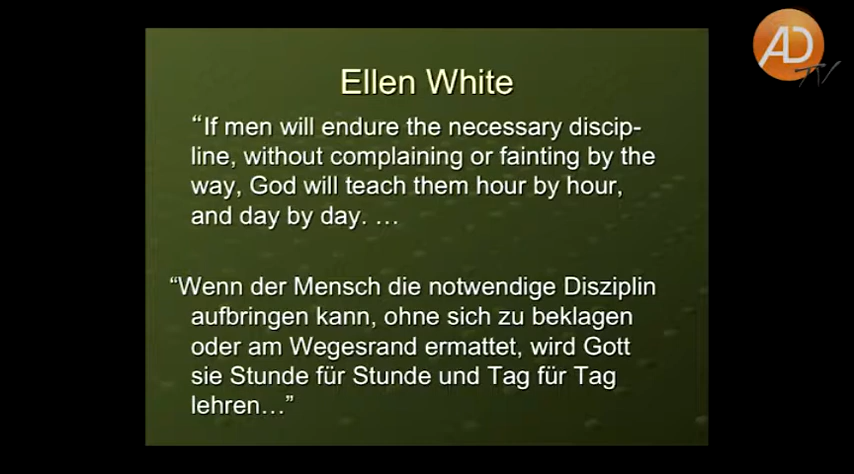 AD
TV
Ellen White
“If men will endure the necessary discip-
line, without complaining or fainting by the
way, God will teach them hour by hour,
and day by day. …
“Wenn der Mensch die notwendige Disziplin
aufbringen kann, ohne sich zu beklagen
oder am Wegesrand ermattet, wird Gott
sie Stunde für Stunde und Tag für Tag
lehren…”